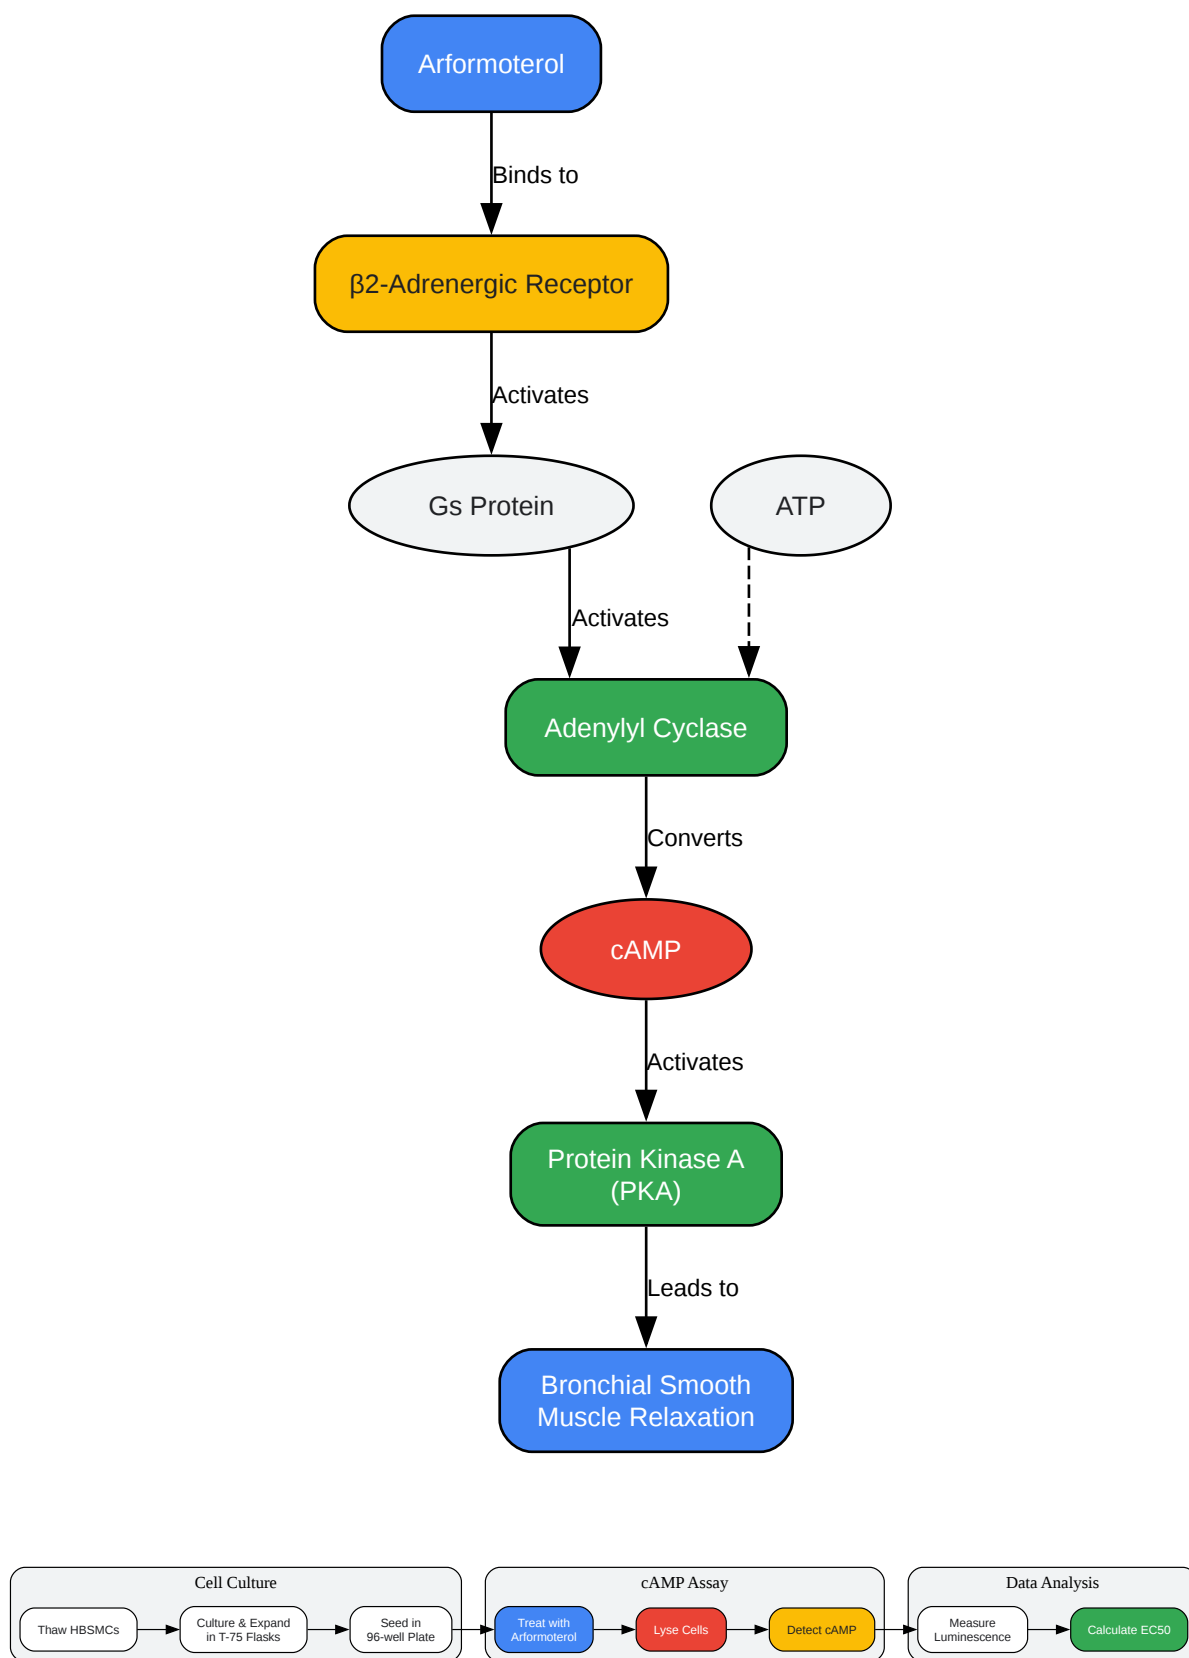 Arformoterol
Binds to
β2-Adrenergic Receptor
Activates
Gs Protein
ATP
Activates
Adenylyl Cyclase
Converts
cAMP
Activates
Protein Kinase A
(PKA)
Leads to
Bronchial Smooth
Muscle Relaxation
Cell Culture
Thaw HBSMCs
Culture & Expand
in T-75 Flasks
Seed in
96-well Plate
cAMP Assay
Treat with
Arformoterol
Lyse Cells
Detect cAMP
Data Analysis
Measure
Luminescence
Calculate EC50